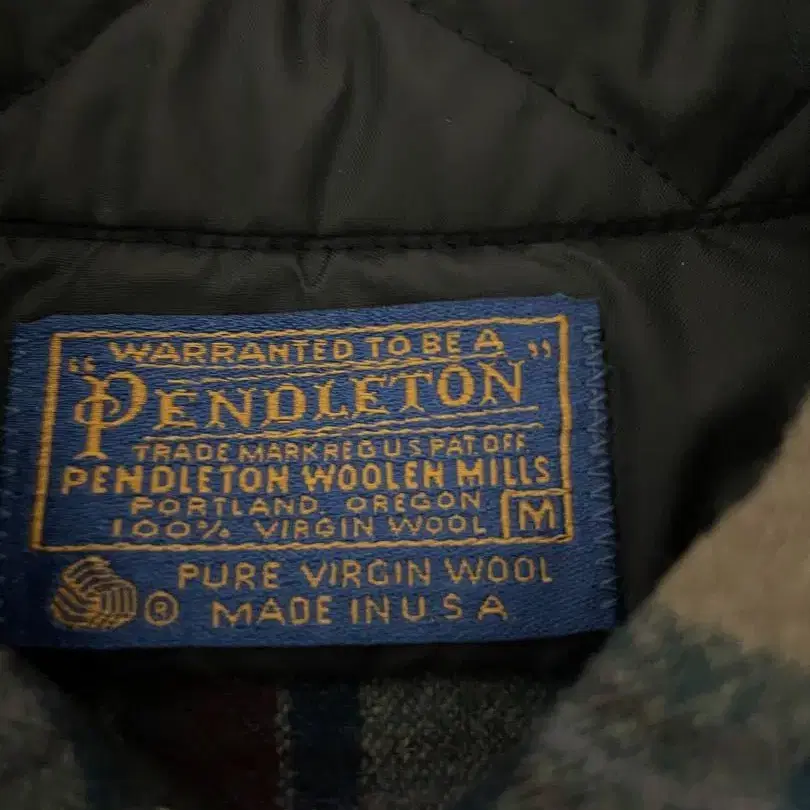 WARRANTED TO BE A
"PENDLETON"
TRADE MARK REG U S PAT. OFF.
PENDLETON WOOLEN MILLS
PORTLAND, OREGON
100% VIRGIN WOOL M
PURE VIRGIN WOOL
® MADE IN U S A